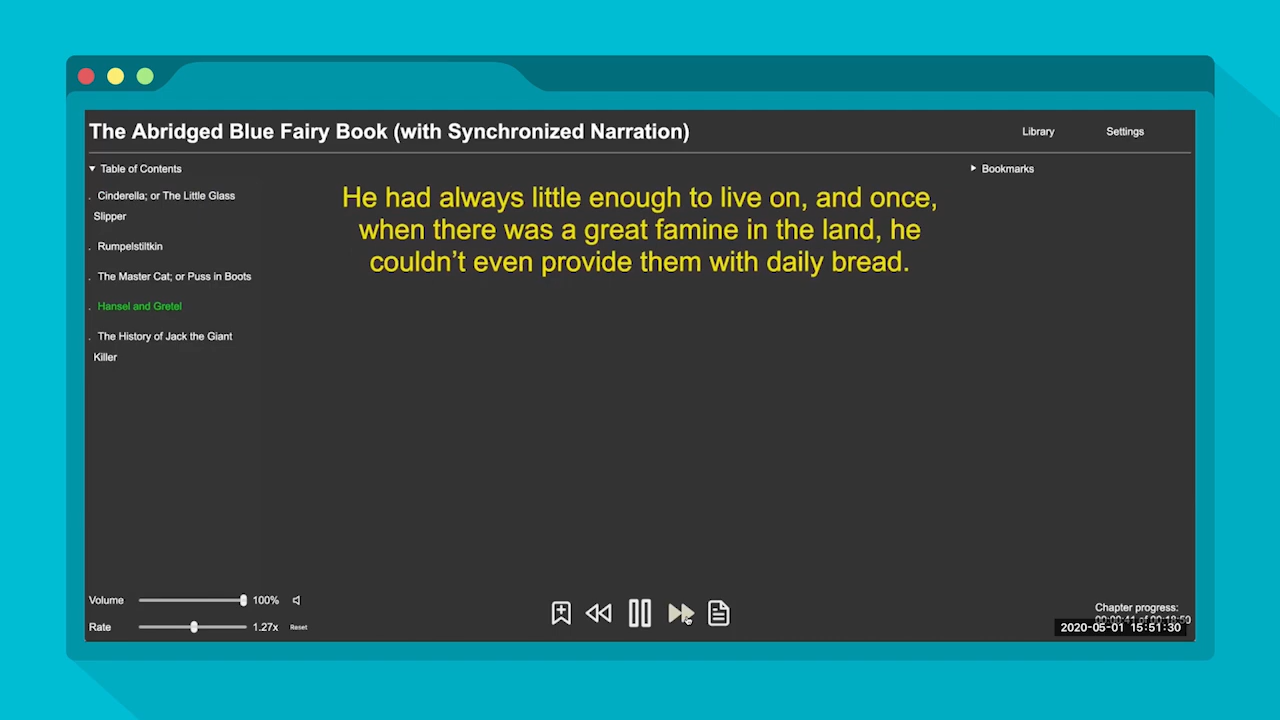 The Abridged Blue Fairy Book (with Synchronized Narration)
Library
Settings
Table of Contents
Cinderella; or The Little Glass
Slipper
Rumpelstiltkin
The Master Cat; or Puss in Boots
Hansel and Gretel
The History of Jack the Giant
Killer
He had always little enough to live on, and once,
when there was a great famine in the land, he
couldn’t even provide them with daily bread.
Bookmarks
Volume 100%
Rate 1.27x Reset
Chapter progress:
2020-05-01 15:51:30